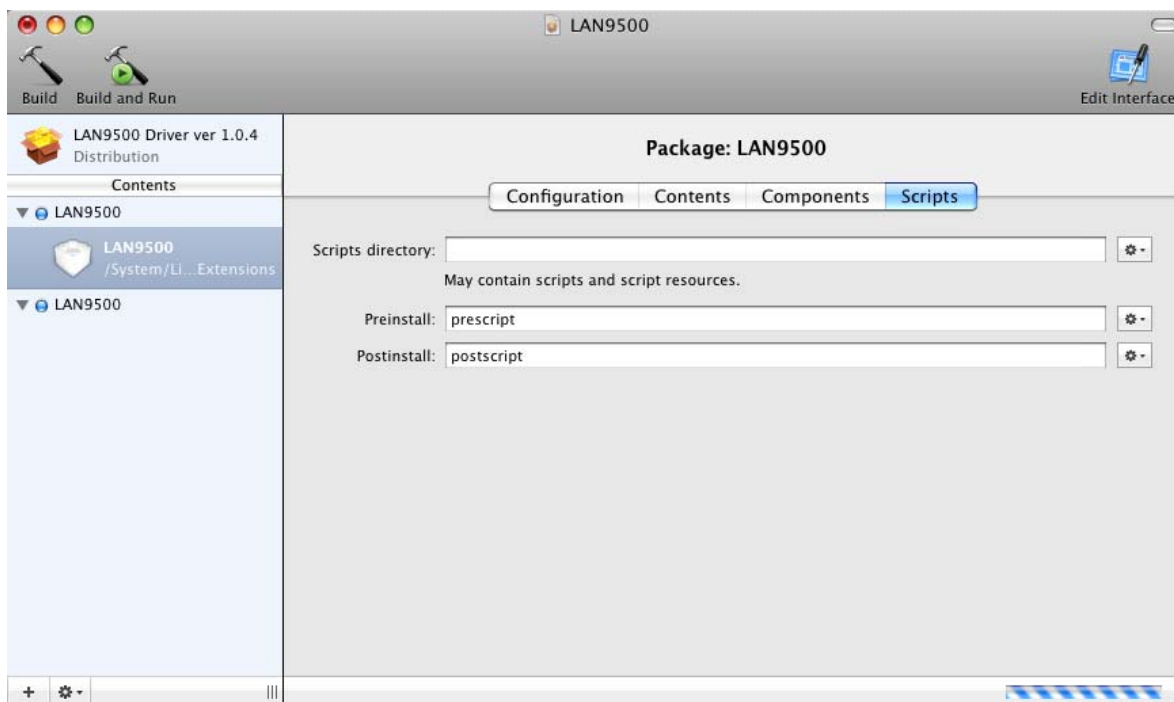 LAN9500
Build Build and Run
Edit Interface
LAN9500 Driver ver 1.0.4
Distribution
Contents
LAN9500
LAN9500
/System/Li...Extensions
LAN9500
Package: LAN9500
Configuration Contents Components Scripts
Scripts directory:
May contain scripts and script resources.
Preinstall: prescript
Postinstall: postscript